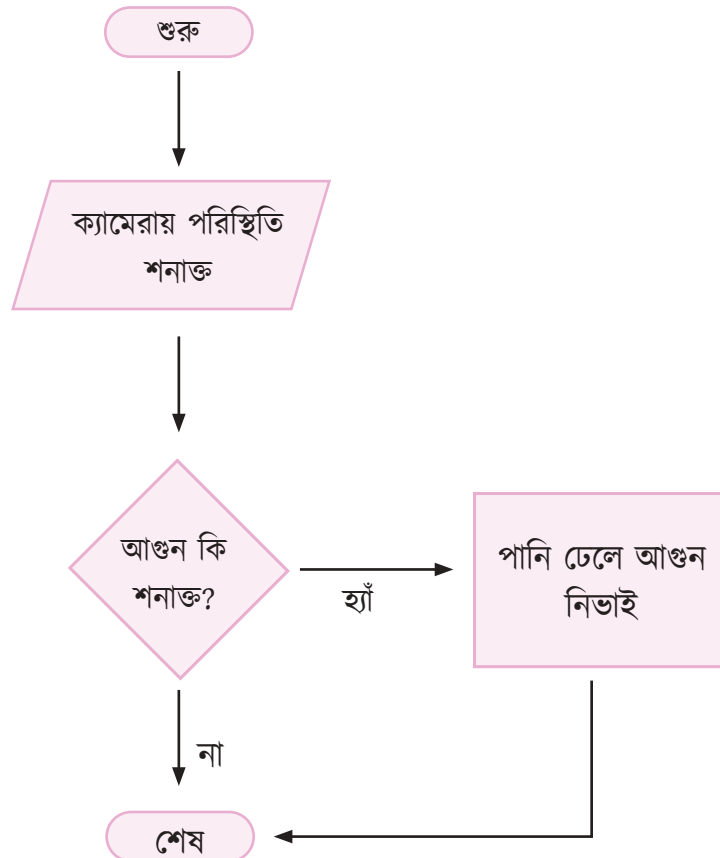 শুরু
ক্যামেরায় পরিস্থিতি
শনাক্ত
আগুন কি
শনাক্ত?
হ্যাঁ
পানি ঢেলে আগুন
নিভাই
না
শেষ